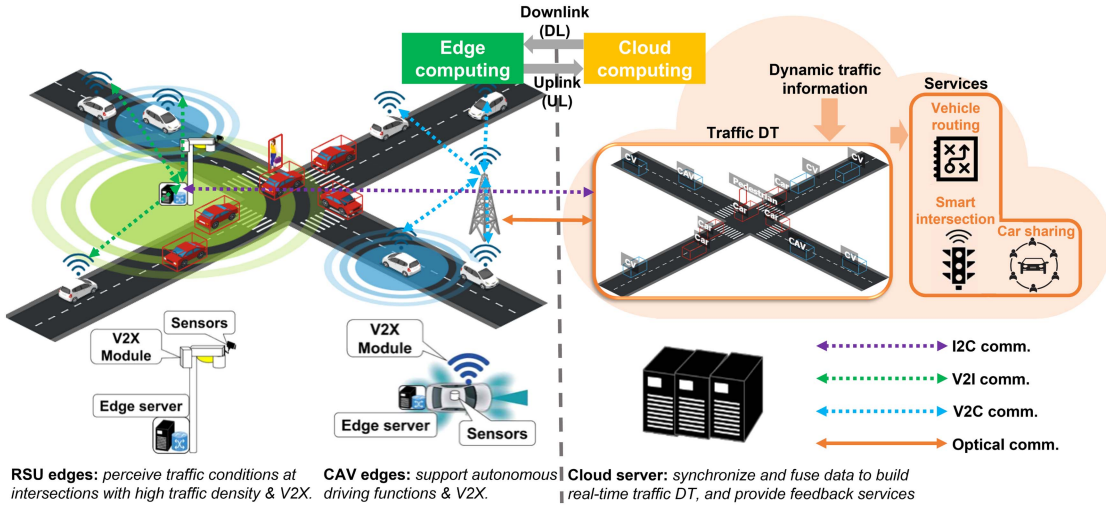 Downlink
(DL)
Edge
computing
Cloud
computing
Uplink
(UL)
Dynamic traffic
information
Services
Vehicle
routing
Traffic DT
Smart
intersection
Car sharing
CV
CAV
CV
CV
Pedestrian
CV
Car
Car
Car
Car
CAV
CV
CV
Sensors
V2X
Module
Edge server
V2X
Module
Edge server
Sensors
I2C comm.
V2I comm.
V2C comm.
Optical comm.
RSU edges: perceive traffic conditions at
intersections with high traffic density & V2X.
CAV edges: support autonomous
driving functions & V2X.
Cloud server: synchronize and fuse data to build
real-time traffic DT, and provide feedback services